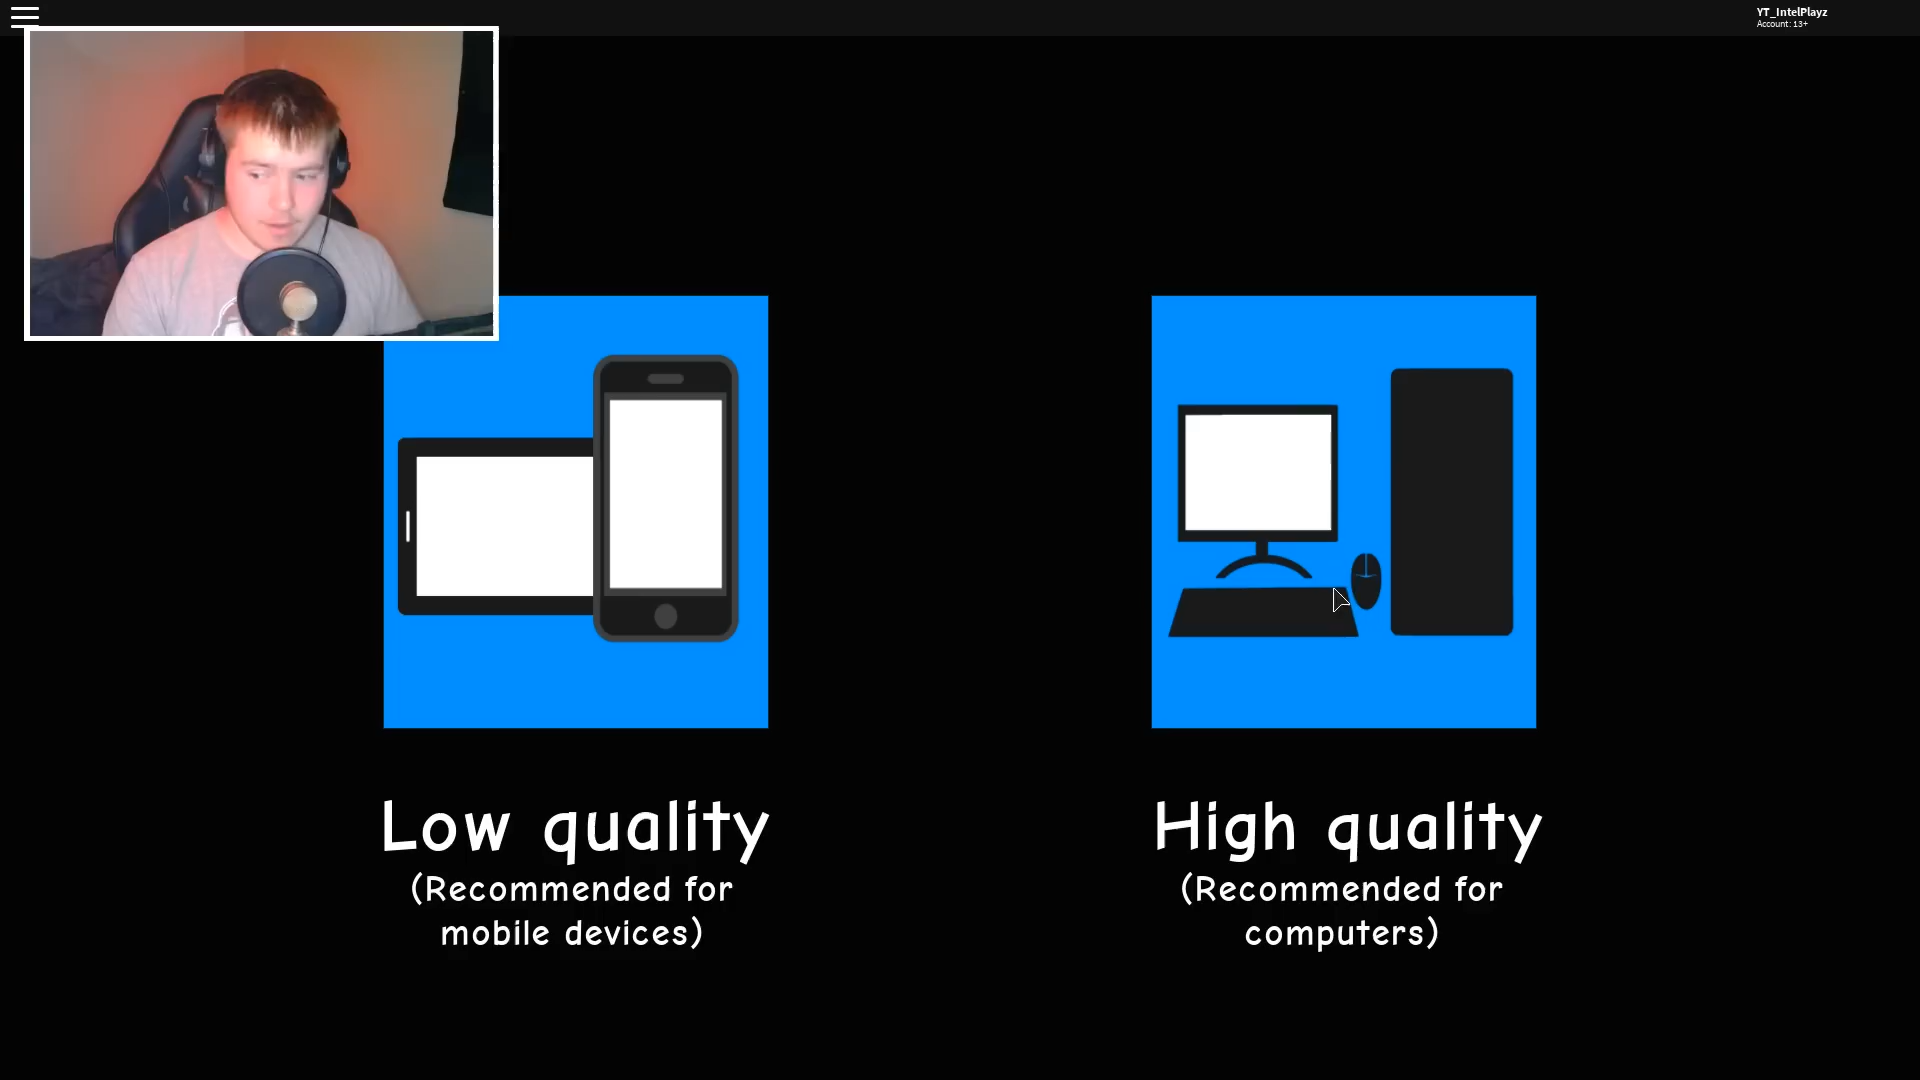 YT_IntelPlayz
Account: 13+
Low quality
(Recommended for
mobile devices)
High quality
(Recommended for
computers)